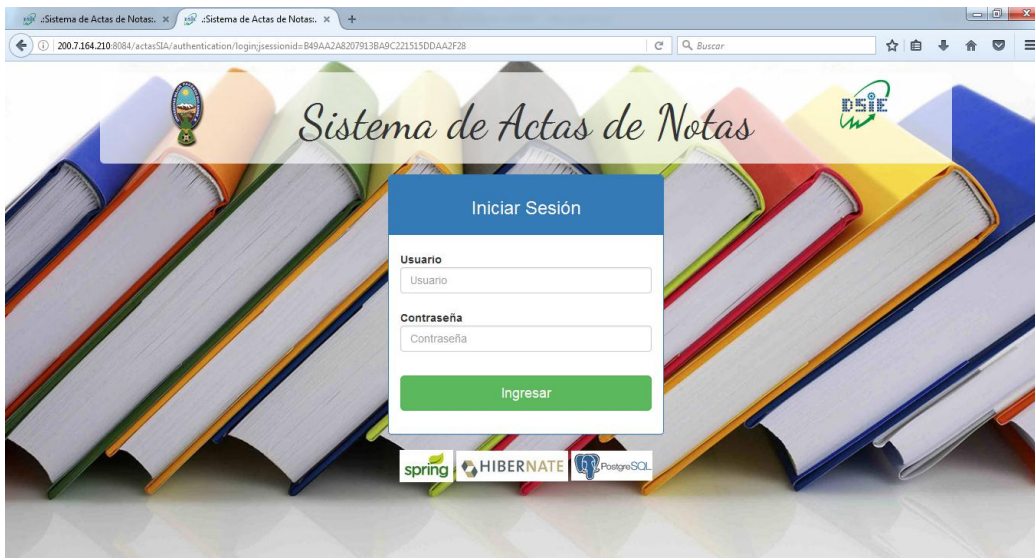 .:Sistema de Actas de Notas:.
.:Sistema de Actas de Notas:.
200.7.164.210:8084/actasSIA/authentication/login;jsessionid=B49AA2A8207913BA9C221515DDAA2F28
Buscar
Sistema de Actas de Notas
DSIE
Iniciar Sesión
Usuario
Usuario
Contraseña
Contraseña
Ingresar
spring
HIBERNATE
PostgreSQL